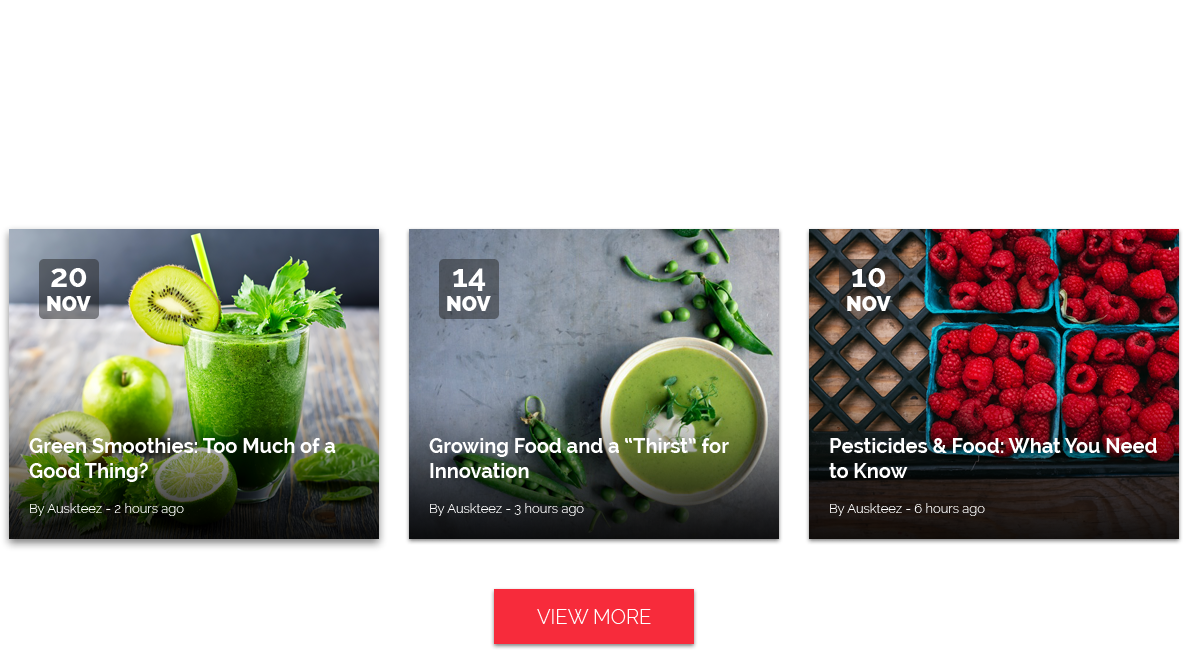 20
NOV
Green Smoothies: Too Much of a
Good Thing?
By Auskteez - 2 hours ago
14
NOV
Growing Food and a “Thirst” for
Innovation
By Auskteez - 3 hours ago
10
NOV
Pesticides & Food: What You Need
to Know
By Auskteez - 6 hours ago
VIEW MORE